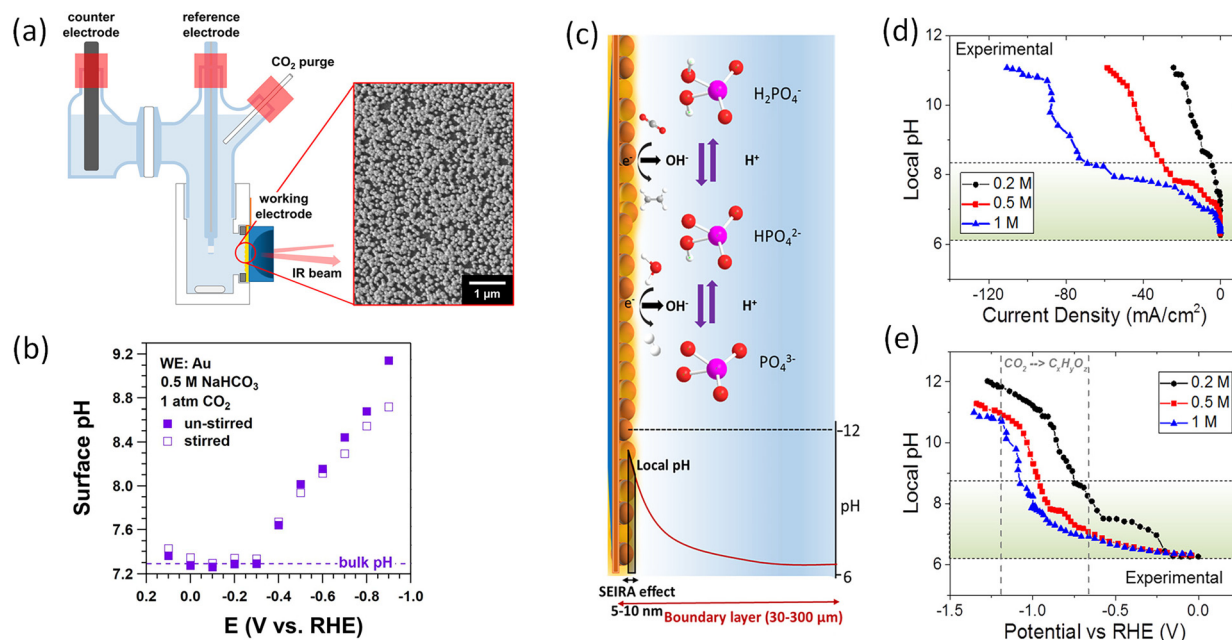 (a)
counter
electrode
reference
electrode
CO₂ purge
working
electrode
IR beam
1 μm
(b)
Surface pH
9.2
8.8
8.4
8.0
7.6
7.2
WE: Au
0.5 M NaHCO₃
1 atm CO₂
un-stirred
stirred
bulk pH
0.2 0.0 -0.2 -0.4 -0.6 -0.8 -1.0
E (V vs. RHE)
(c)
H₂PO₄⁻
e⁻
OH⁻
H⁺
HPO₄²⁻
e⁻
OH⁻
H⁺
PO₄³⁻
12
Local pH
pH
6
SEIRA effect
5-10 nm
Boundary layer (30-300 μm)
(d)
Experimental
Local pH
12
10
8
6
0.2 M
0.5 M
1 M
-120 -80 -40 0
Current Density (mA/cm²)
(e)
CO₂ --> CₓHᵧO_z
Local pH
12
10
8
6
0.2 M
0.5 M
1 M
Experimental
-1.5 -1.0 -0.5 0.0
Potential vs RHE (V)